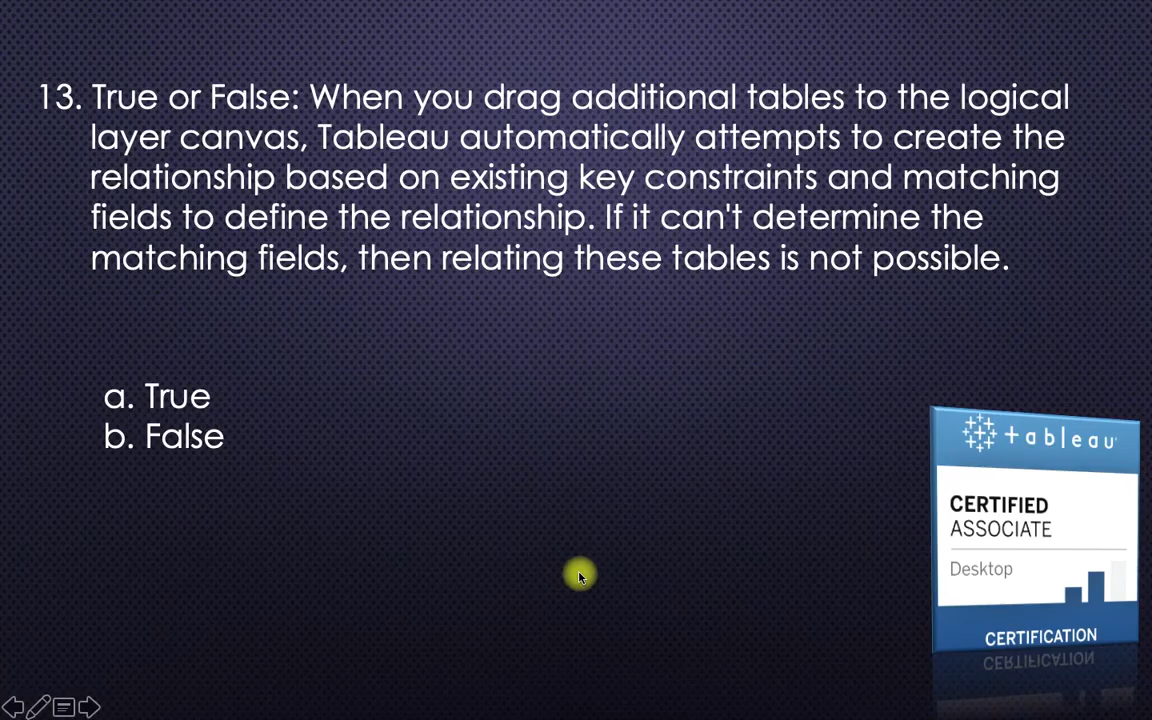 13. True or False: When you drag additional tables to the logical
layer canvas, Tableau automatically attempts to create the
relationship based on existing key constraints and matching
fields to define the relationship. If it can't determine the
matching fields, then relating these tables is not possible.
a. True
b. False
+ableau
CERTIFIED
ASSOCIATE
Desktop
CERTIFICATION